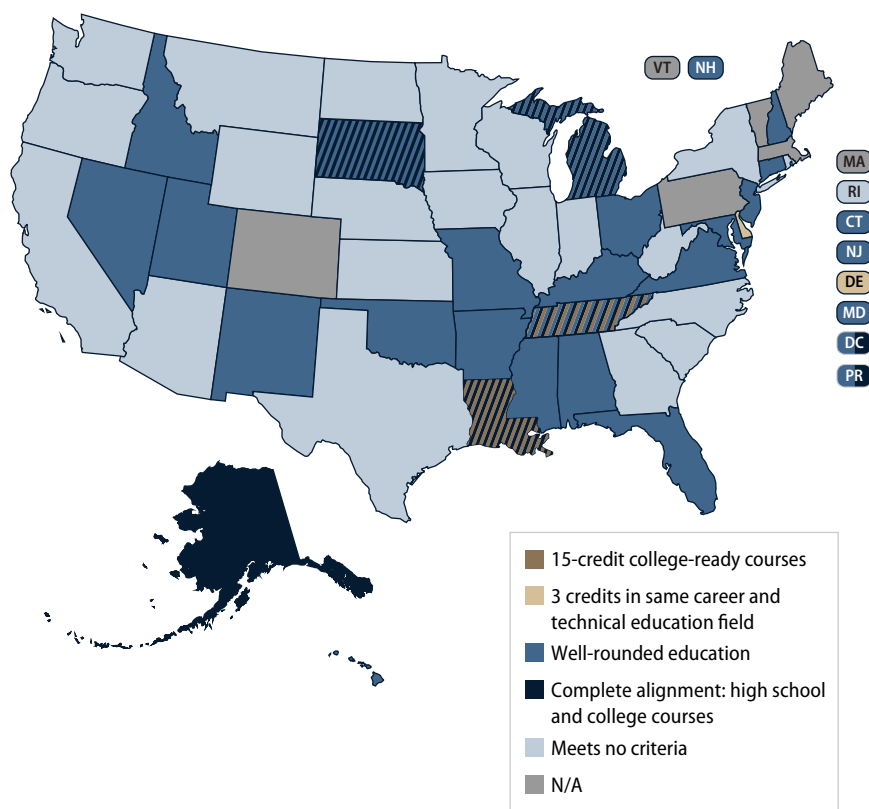 VT NH
MA
RI
CT
NJ
DE
MD
DC
PR
15-credit college-ready courses
3 credits in same career and
technical education field
Well-rounded education
Complete alignment: high school
and college courses
Meets no criteria
N/A